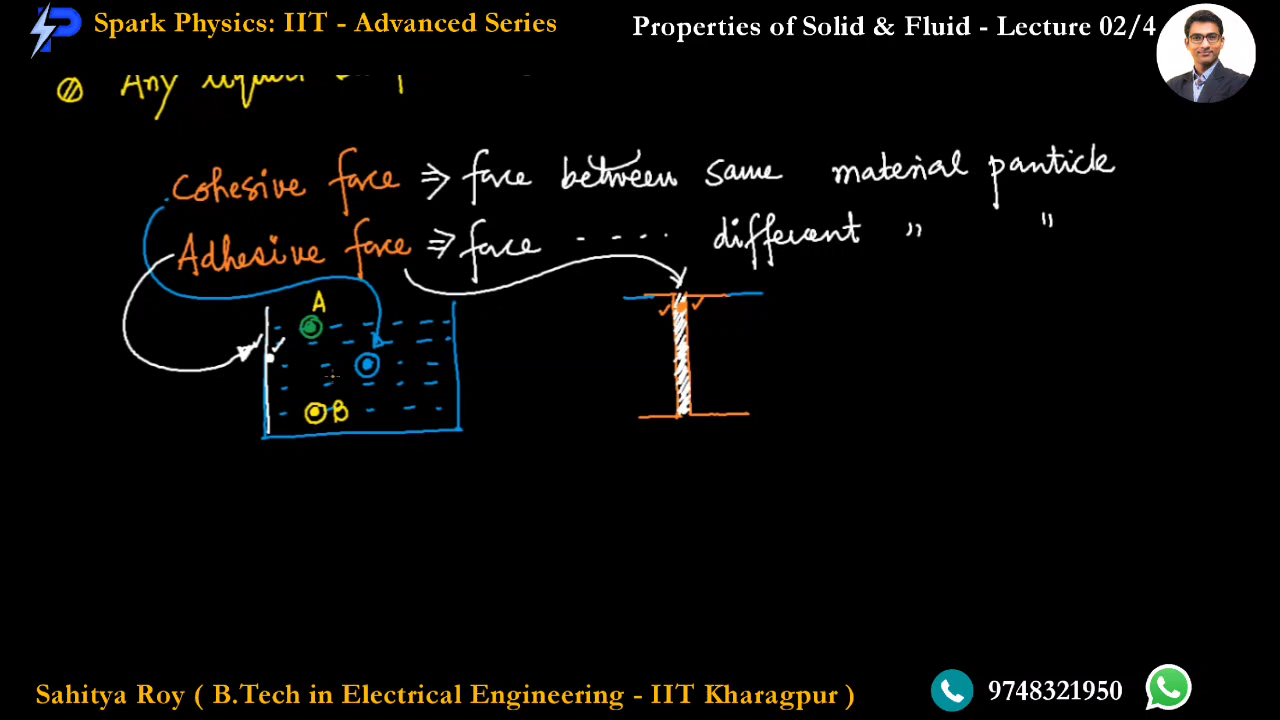 Spark Physics: IIT - Advanced Series
Properties of Solid & Fluid - Lecture 02/4
Any liquid
Cohesive force ⇒ force between same material particle
Adhesive force ⇒ force ----. different " "
A
B
Sahitya Roy ( B.Tech in Electrical Engineering - IIT Kharagpur )
9748321950